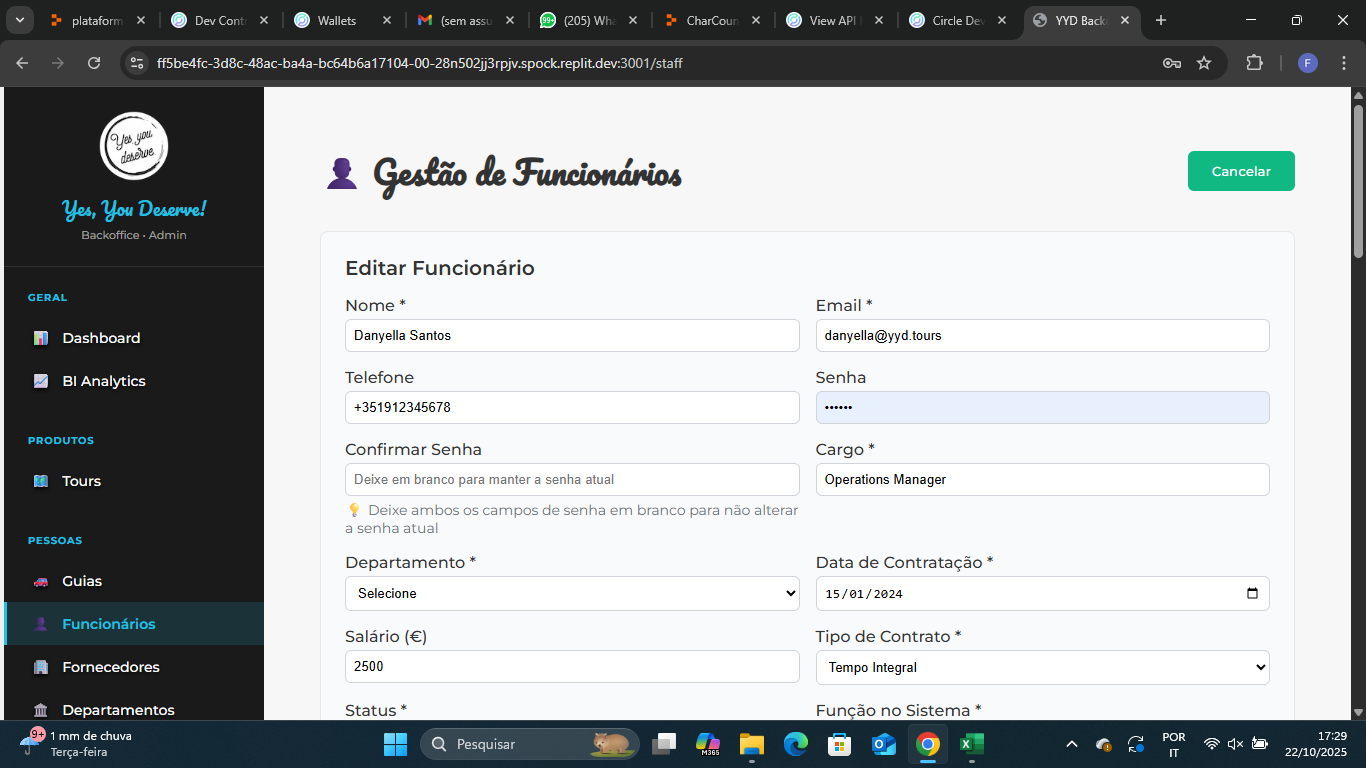 plataform
Dev Cont
Wallets
(sem assu
99+
(205) Wha
CharCoun
View API
Circle Dev
YYD Back
ff5be4fc-3d8c-48ac-ba4a-bc64b6a17104-00-28n502jj3rpjv.spock.replit.dev:3001/staff
F
Yes, you
deserve.
Yes, You Deserve!
Backoffice • Admin
GERAL
Dashboard
BI Analytics
PRODUTOS
Tours
PESSOAS
Guias
Funcionários
Fornecedores
Departamentos
Gestão de Funcionários
Cancelar
Editar Funcionário
Nome *
Email *
Danyella Santos
danyella@yyd.tours
Telefone
Senha
+351912345678
••••••
Confirmar Senha
Cargo *
Deixe em branco para manter a senha atual
Operations Manager
Deixe ambos os campos de senha em branco para não alterar
a senha atual
Departamento *
Data de Contratação *
Selecione
15/01/2024
Salário (€)
Tipo de Contrato *
2500
Tempo Integral
Status *
Função no Sistema *
9+
1 mm de chuva
Terça-feira
Pesquisar
M365
POR
IT
17:29
22/10/2025